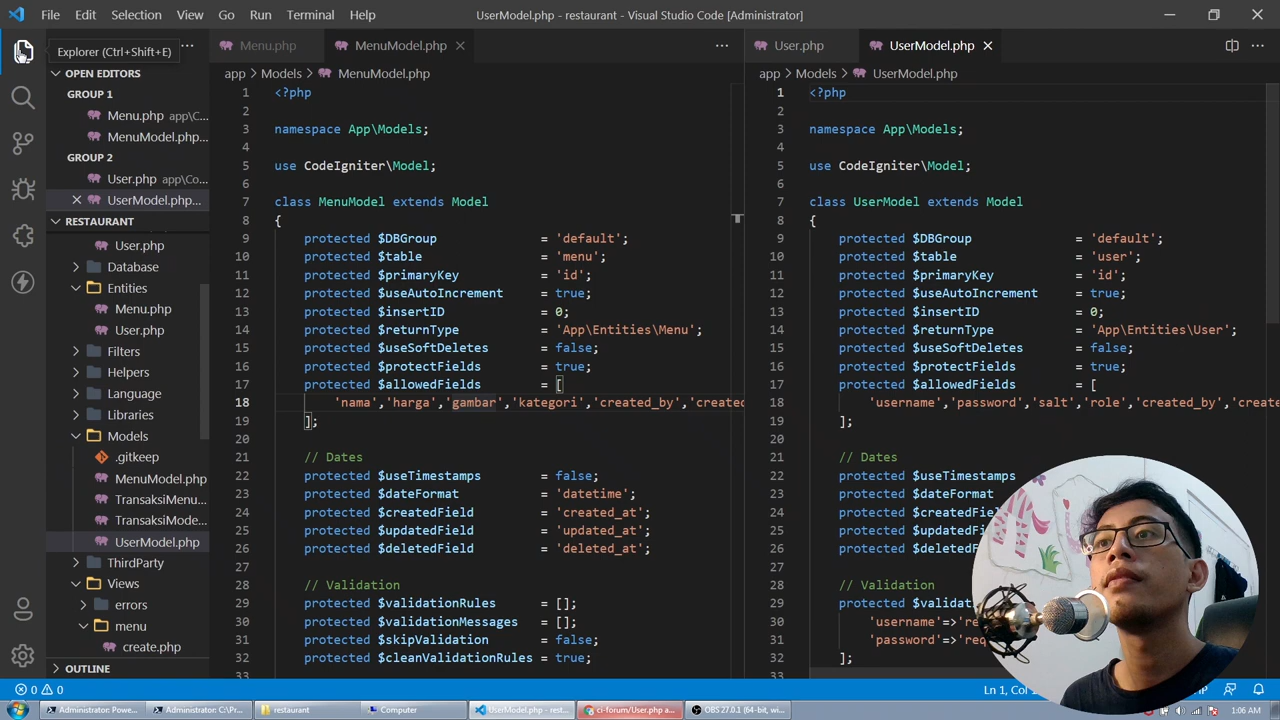 File Edit Selection View Go Run Terminal Help
UserModel.php - restaurant - Visual Studio Code [Administrator]
Explorer (Ctrl+Shift+E)
OPEN EDITORS
GROUP 1
Menu.php app\C...
MenuModel.php...
GROUP 2
User.php app\Co...
UserModel.php...
RESTAURANT
User.php
Database
Entities
Menu.php
User.php
Filters
Helpers
Language
Libraries
Models
.gitkeep
MenuModel.php
TransaksiMenu...
TransaksiMode...
UserModel.php
ThirdParty
Views
errors
menu
create.php
OUTLINE
Menu.php MenuModel.php
app > Models > MenuModel.php
1 <?php
2
3 namespace App\Models;
4
5 use CodeIgniter\Model;
6
7 class MenuModel extends Model
8 {
9 protected $DBGroup = 'default';
10 protected $table = 'menu';
11 protected $primaryKey = 'id';
12 protected $useAutoIncrement = true;
13 protected $insertID = 0;
14 protected $returnType = 'App\Entities\Menu';
15 protected $useSoftDeletes = false;
16 protected $protectFields = true;
17 protected $allowedFields = [
18 'nama','harga','gambar','kategori','created_by','created
19 ];
20
21 // Dates
22 protected $useTimestamps = false;
23 protected $dateFormat = 'datetime';
24 protected $createdField = 'created_at';
25 protected $updatedField = 'updated_at';
26 protected $deletedField = 'deleted_at';
27
28 // Validation
29 protected $validationRules = [];
30 protected $validationMessages = [];
31 protected $skipValidation = false;
32 protected $cleanValidationRules = true;
33
User.php UserModel.php
app > Models > UserModel.php
1 <?php
2
3 namespace App\Models;
4
5 use CodeIgniter\Model;
6
7 class UserModel extends Model
8 {
9 protected $DBGroup = 'default';
10 protected $table = 'user';
11 protected $primaryKey = 'id';
12 protected $useAutoIncrement = true;
13 protected $insertID = 0;
14 protected $returnType = 'App\Entities\User';
15 protected $useSoftDeletes = false;
16 protected $protectFields = true;
17 protected $allowedFields = [
18 'username','password','salt','role','created_by','create
19 ];
20
21 // Dates
22 protected $useTimestamps
23 protected $dateFormat
24 protected $createdF
25 protected $updatedF
26 protected $deletedF
27
28 // Validation
29 protected $valida
30 'username'=>'re
31 'password'=>'req
32 ];
33
0 0
Ln 1, Col
Administrator: Powe...
Administrator: C:\Pr...
restaurant
Computer
UserModel.php - rest...
ci-forum/User.php a...
OBS 27.0.1 (64-bit, wi...
1:06 AM